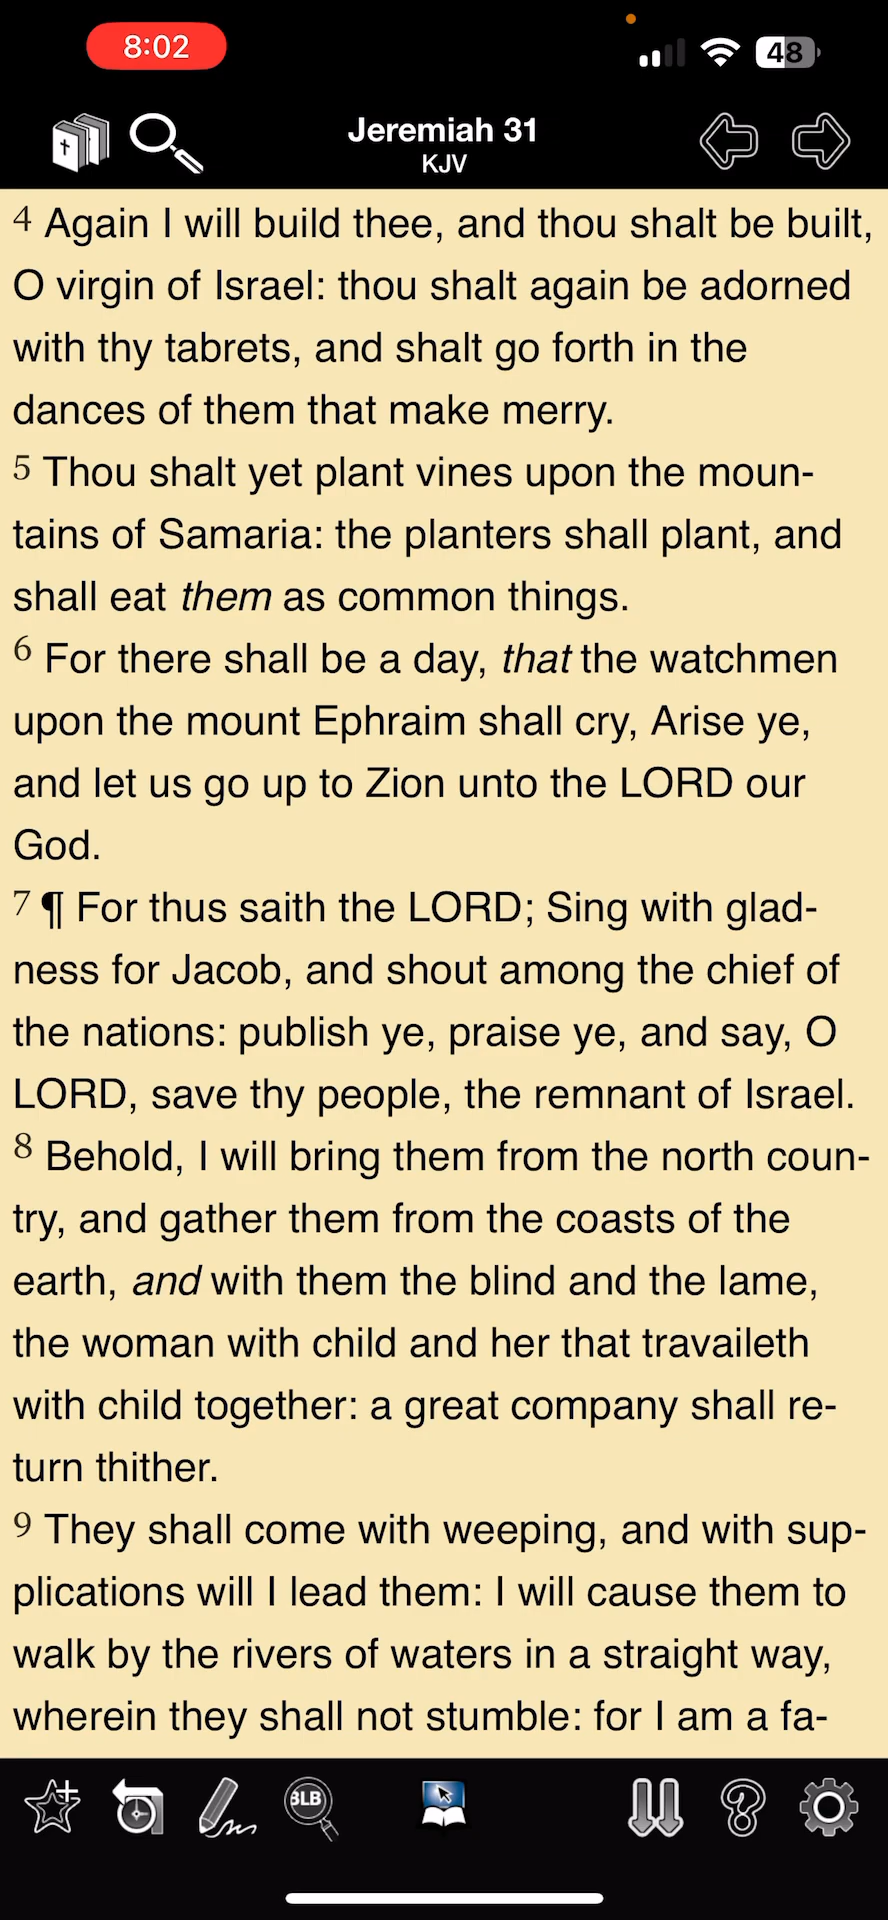 8:02
48
Jeremiah 31
KJV
4 Again I will build thee, and thou shalt be built,
O virgin of Israel: thou shalt again be adorned
with thy tabrets, and shalt go forth in the
dances of them that make merry.
5 Thou shalt yet plant vines upon the moun-
tains of Samaria: the planters shall plant, and
shall eat them as common things.
6 For there shall be a day, that the watchmen
upon the mount Ephraim shall cry, Arise ye,
and let us go up to Zion unto the LORD our
God.
7 ¶ For thus saith the LORD; Sing with glad-
ness for Jacob, and shout among the chief of
the nations: publish ye, praise ye, and say, O
LORD, save thy people, the remnant of Israel.
8 Behold, I will bring them from the north coun-
try, and gather them from the coasts of the
earth, and with them the blind and the lame,
the woman with child and her that travaileth
with child together: a great company shall re-
turn thither.
9 They shall come with weeping, and with sup-
plications will I lead them: I will cause them to
walk by the rivers of waters in a straight way,
wherein they shall not stumble: for I am a fa-
BLB